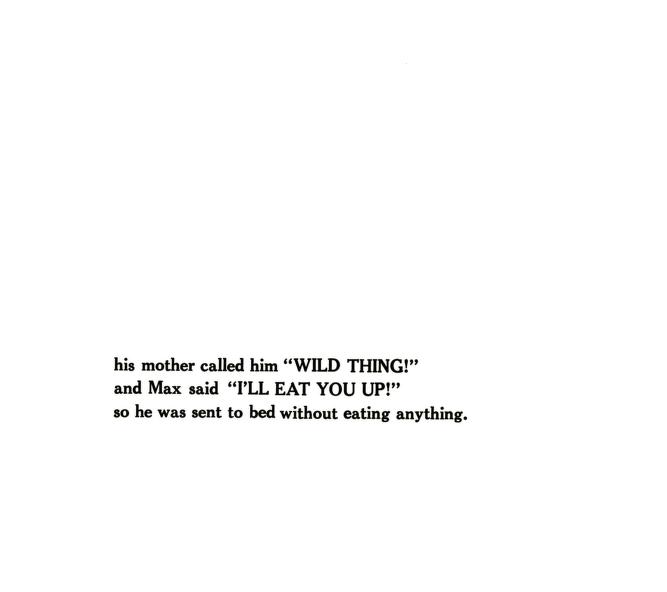 his mother called him “WILD THING!”
and Max said “I’LL EAT YOU UP!”
so he was sent to bed without eating anything.